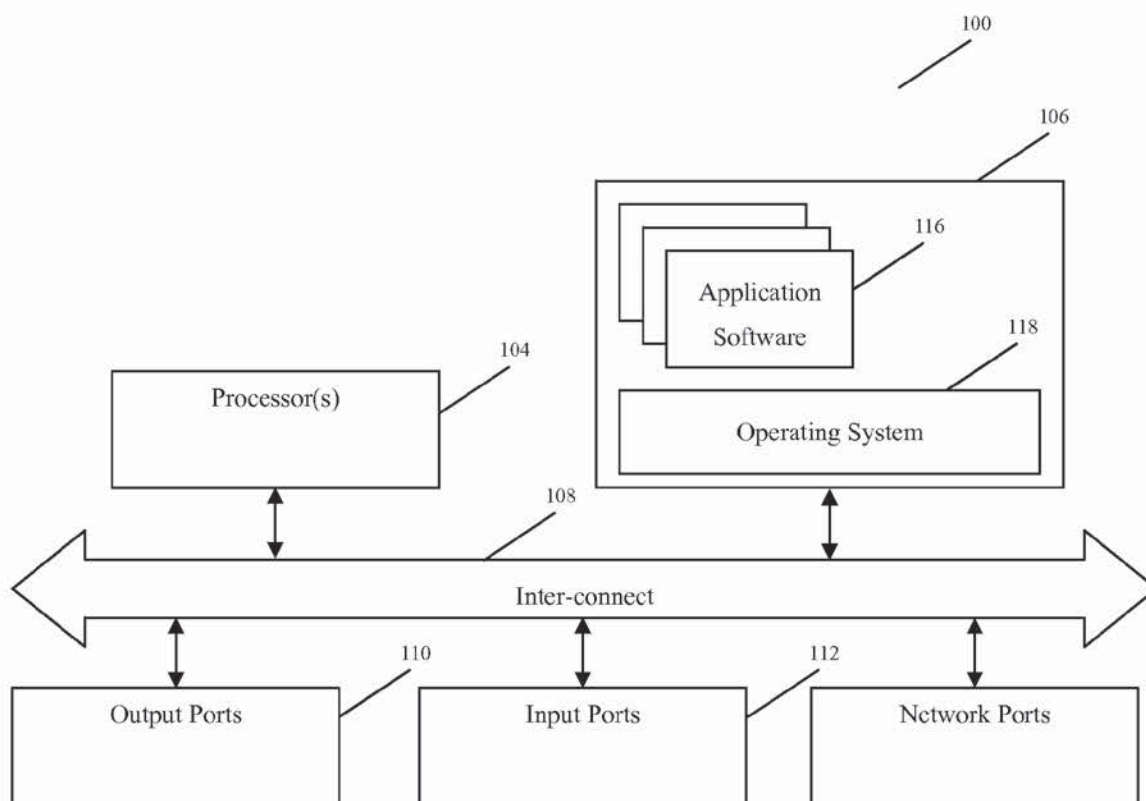 100
106
116
Application
Software
118
104
Processor(s)
Operating System
108
Inter-connect
110
112
Output Ports
Input Ports
Network Ports